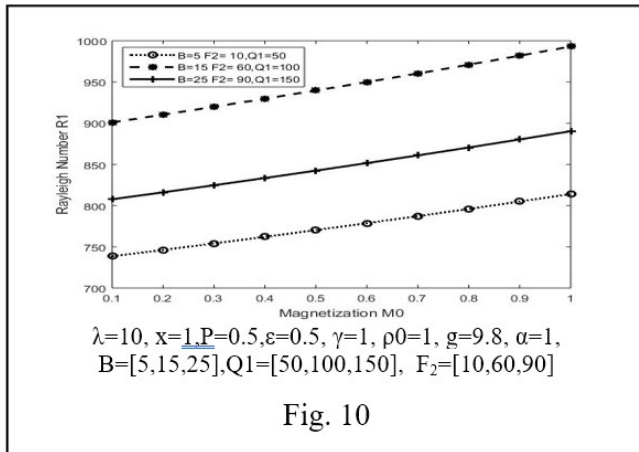 1000
950
900
850
800
750
700
Rayleigh Number R1
B=5 F2= 10,Q1=50
B=15 F2= 60,Q1=100
B=25 F2= 90,Q1=150
0.1 0.2 0.3 0.4 0.5 0.6 0.7 0.8 0.9 1
Magnetization M0
λ=10, x=1,P=0.5,ε=0.5, γ=1, ρ0=1, g=9.8, α=1,
B=[5,15,25],Q1=[50,100,150], F₂=[10,60,90]
Fig. 10